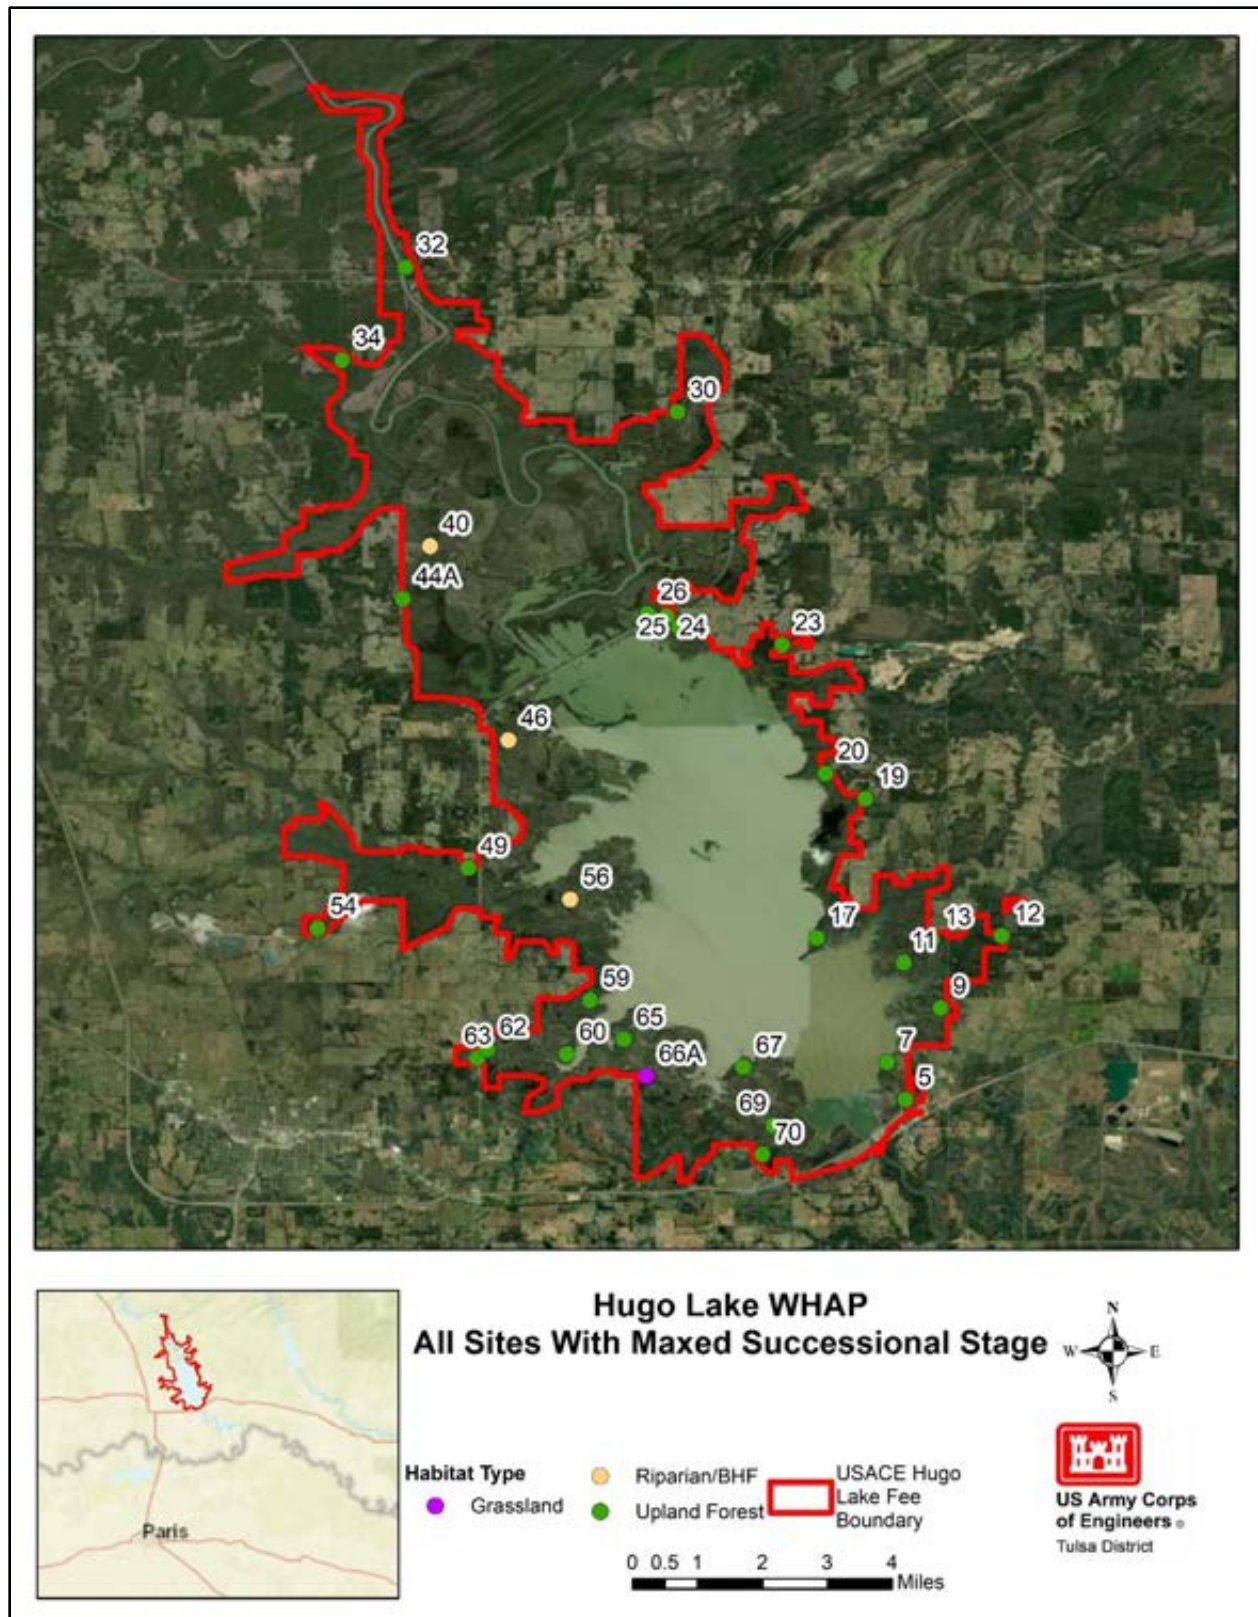 32
34
30
40
44A
26
25
24
23
46
20
19
49
56
54
17
13
12
11
59
9
65
62
60
63
66A
67
7
5
69
70
Hugo Lake WHAP
All Sites With Maxed Successional Stage
N
W
E
S
Paris
Habitat Type
Grassland
Riparian/BHF
Upland Forest
USACE Hugo
Lake Fee
Boundary
US Army Corps
of Engineers ®
Tulsa District
0 0.5 1 2 3 4
Miles